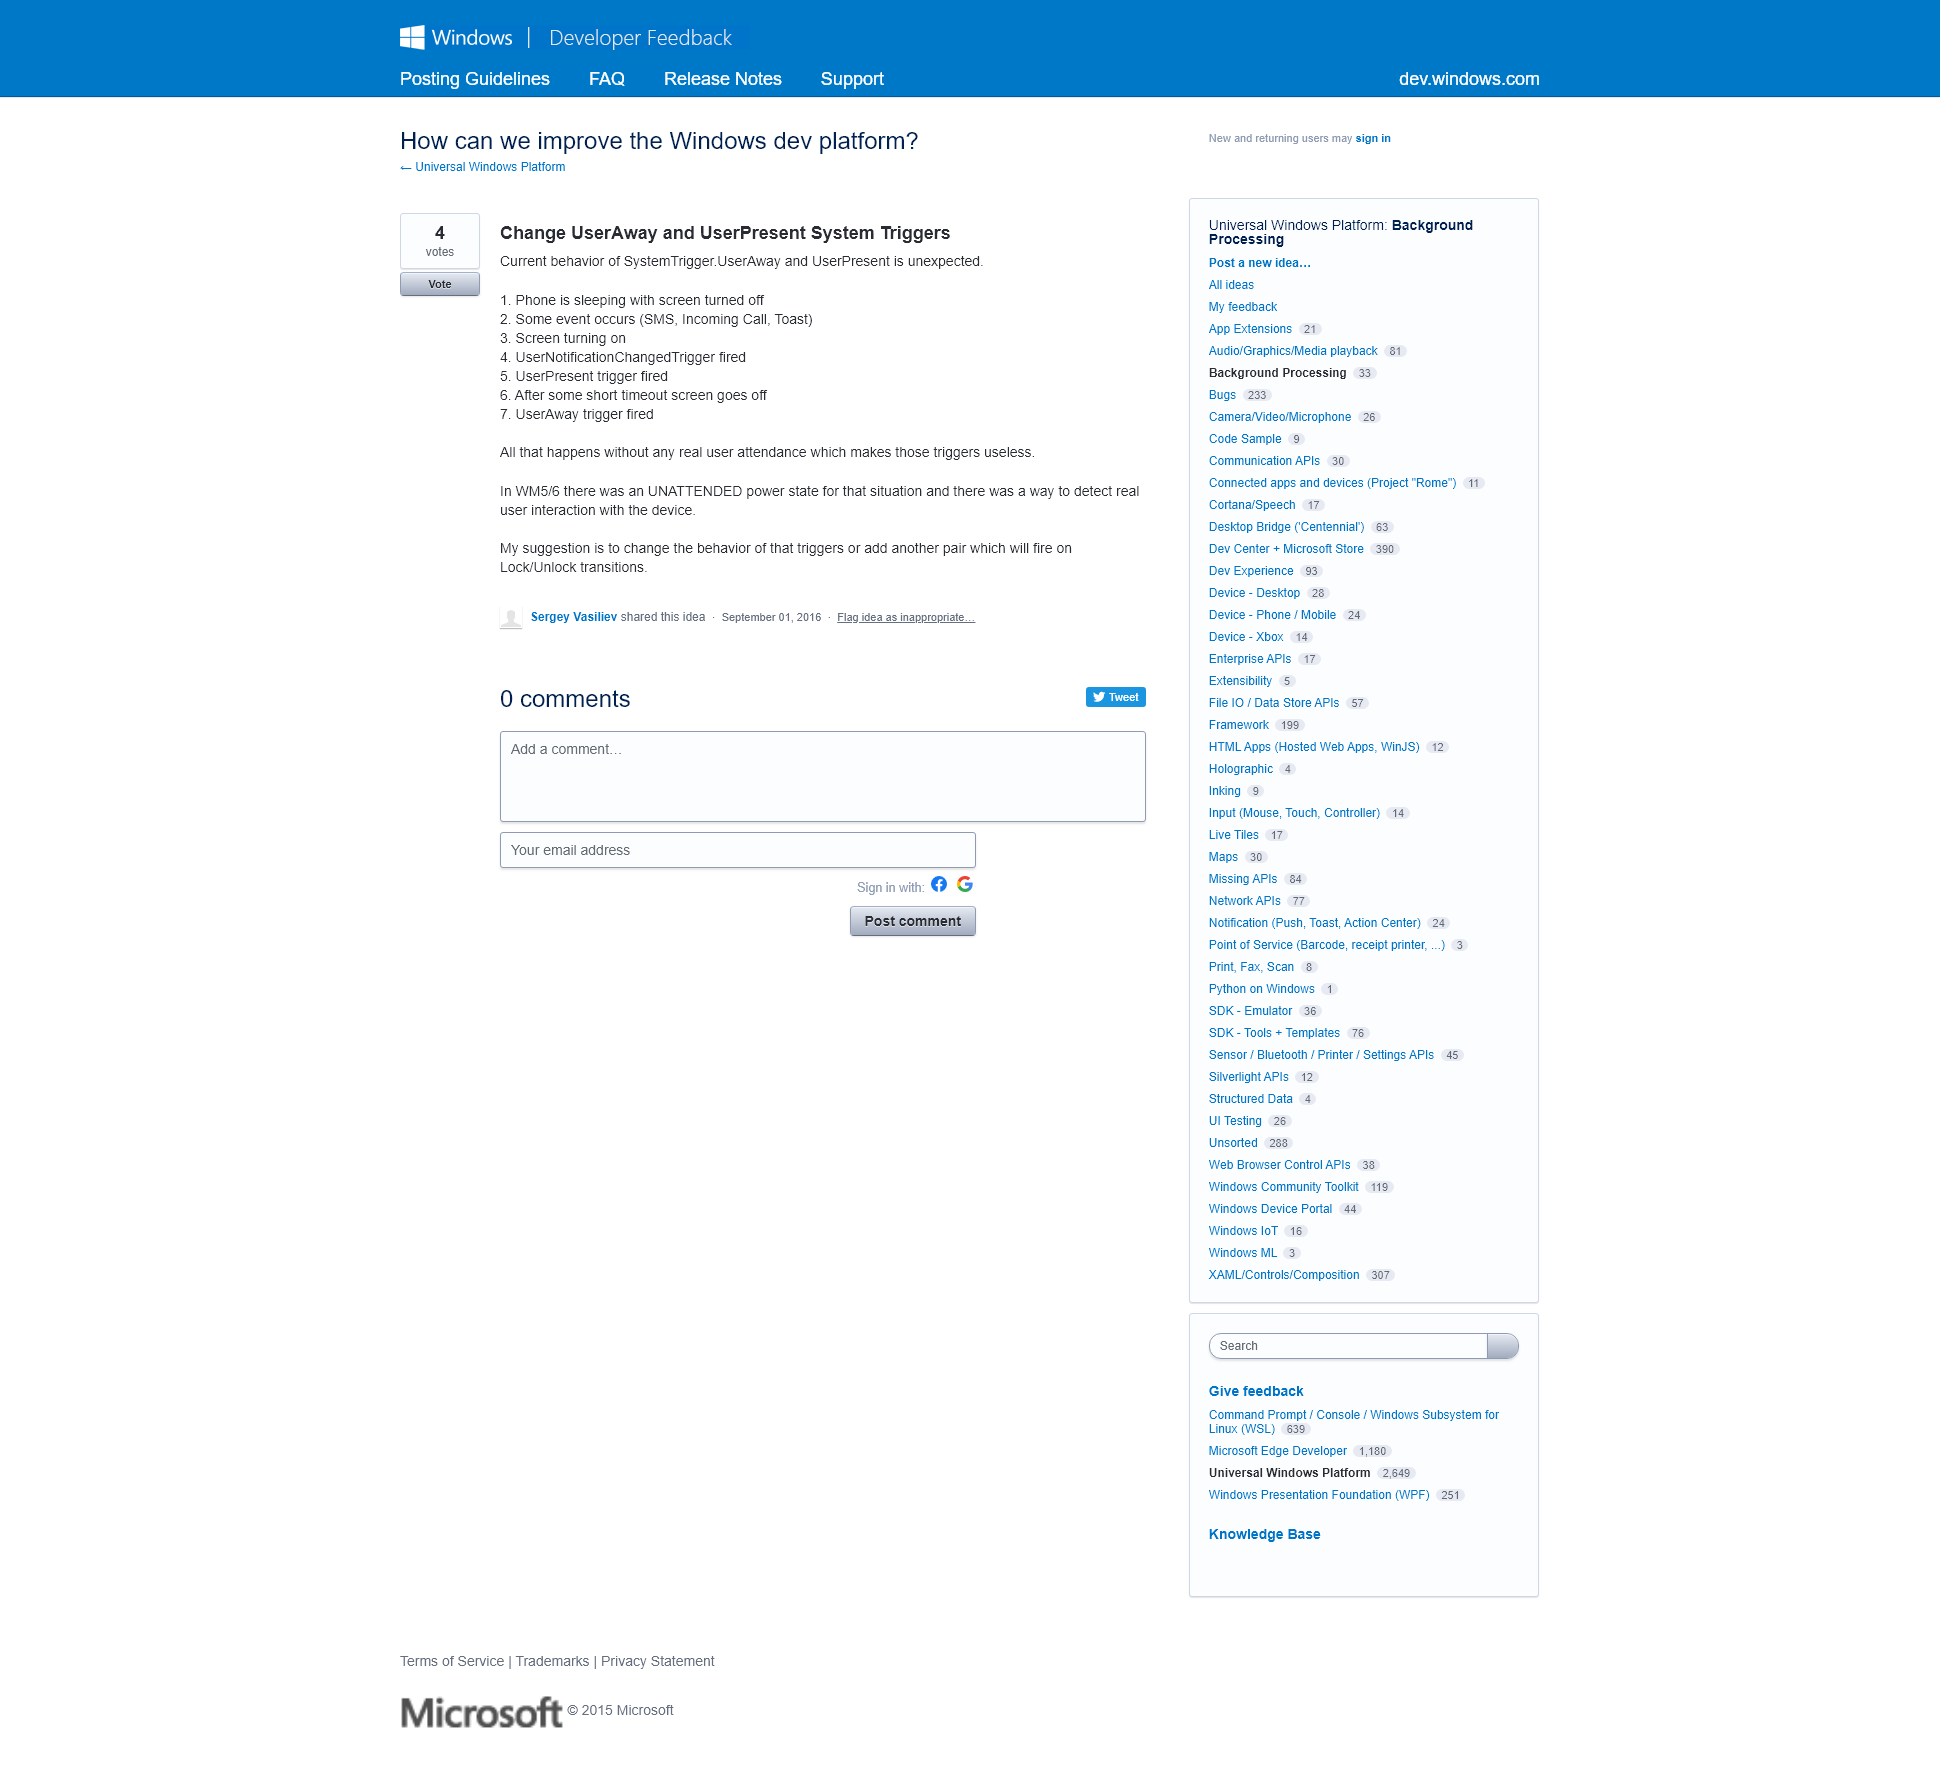 Windows | Developer Feedback
Posting Guidelines FAQ Release Notes Support dev.windows.com
How can we improve the Windows dev platform?
← Universal Windows Platform
New and returning users may sign in
4
votes
Vote
Change UserAway and UserPresent System Triggers
Current behavior of SystemTrigger.UserAway and UserPresent is unexpected.
1. Phone is sleeping with screen turned off
2. Some event occurs (SMS, Incoming Call, Toast)
3. Screen turning on
4. UserNotificationChangedTrigger fired
5. UserPresent trigger fired
6. After some short timeout screen goes off
7. UserAway trigger fired
All that happens without any real user attendance which makes those triggers useless.
In WM5/6 there was an UNATTENDED power state for that situation and there was a way to detect real
user interaction with the device.
My suggestion is to change the behavior of that triggers or add another pair which will fire on
Lock/Unlock transitions.
Sergey Vasiliev shared this idea · September 01, 2016 · Flag idea as inappropriate…
0 comments
Tweet
Add a comment…
Your email address
Sign in with:
Post comment
Universal Windows Platform: Background
Processing
Post a new idea…
All ideas
My feedback
App Extensions 21
Audio/Graphics/Media playback 81
Background Processing 33
Bugs 233
Camera/Video/Microphone 26
Code Sample 9
Communication APIs 30
Connected apps and devices (Project "Rome") 11
Cortana/Speech 17
Desktop Bridge ('Centennial') 63
Dev Center + Microsoft Store 390
Dev Experience 93
Device - Desktop 28
Device - Phone / Mobile 24
Device - Xbox 14
Enterprise APIs 17
Extensibility 5
File IO / Data Store APIs 57
Framework 199
HTML Apps (Hosted Web Apps, WinJS) 12
Holographic 4
Inking 9
Input (Mouse, Touch, Controller) 14
Live Tiles 17
Maps 30
Missing APIs 84
Network APIs 77
Notification (Push, Toast, Action Center) 24
Point of Service (Barcode, receipt printer, ...) 3
Print, Fax, Scan 8
Python on Windows 1
SDK - Emulator 36
SDK - Tools + Templates 76
Sensor / Bluetooth / Printer / Settings APIs 45
Silverlight APIs 12
Structured Data 4
UI Testing 26
Unsorted 288
Web Browser Control APIs 38
Windows Community Toolkit 119
Windows Device Portal 44
Windows IoT 16
Windows ML 3
XAML/Controls/Composition 307
Search
Give feedback
Command Prompt / Console / Windows Subsystem for
Linux (WSL) 639
Microsoft Edge Developer 1,180
Universal Windows Platform 2,649
Windows Presentation Foundation (WPF) 251
Knowledge Base
Terms of Service | Trademarks | Privacy Statement
Microsoft © 2015 Microsoft